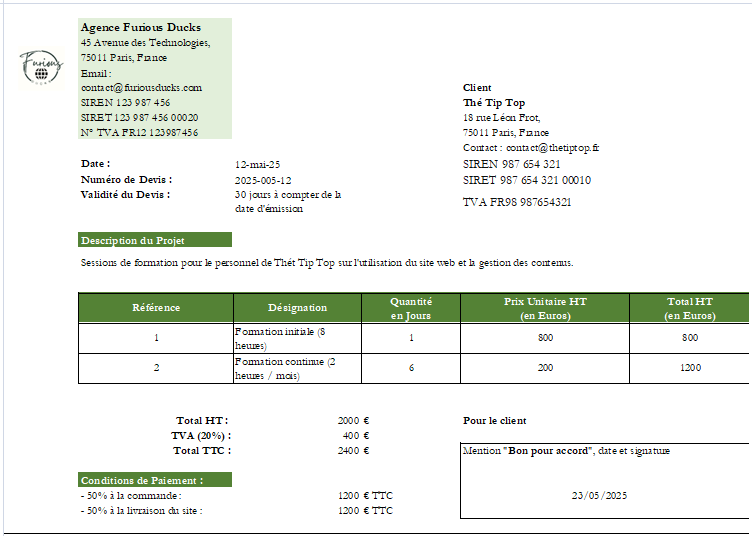 Furious
Agence Furious Ducks
45 Avenue des Technologies,
75011 Paris, France
Email :
contact@furiousducks.com
SIREN 123 987 456
SIRET 123 987 456 00020
N° TVA FR12 123987456
Client
Thé Tip Top
18 rue Léon Frot,
75011 Paris, France
Contact : contact@thetiptop.fr
SIREN 987 654 321
SIRET 987 654 321 00010
TVA FR98 987654321
Date : 12-mai-25
Numéro de Devis : 2025-005-12
Validité du Devis : 30 jours à compter de la
date d'émission
Description du Projet
Sessions de formation pour le personnel de Thét Tip Top sur l'utilisation du site web et la gestion des contenus.
Référence Désignation Quantité en Jours Prix Unitaire HT (en Euros) Total HT (en Euros)
1 Formation initiale (8 heures) 1 800 800
2 Formation continue (2 heures / mois) 6 200 1200
Total HT : 2000 €
TVA (20%) : 400 €
Total TTC : 2400 €
Pour le client
Mention "Bon pour accord", date et signature
23/05/2025
Conditions de Paiement :
- 50% à la commande : 1200 € TTC
- 50% à la livraison du site : 1200 € TTC